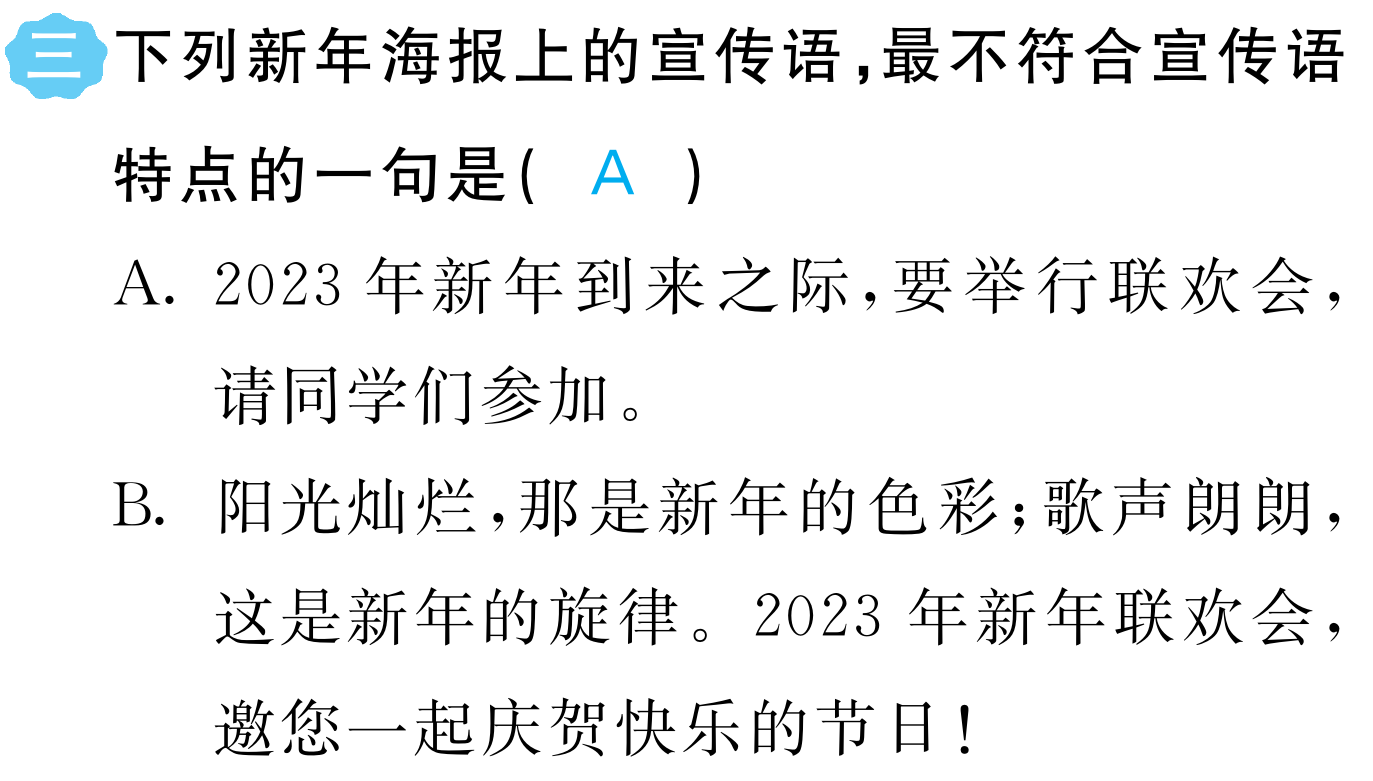 三 下列新年海报上的宣传语,最不符合宣传语
特点的一句是( A )
A. 2023 年新年到来之际,要举行联欢会,
请同学们参加。
B. 阳光灿烂,那是新年的色彩;歌声朗朗,
这是新年的旋律。2023 年新年联欢会,
邀您一起庆贺快乐的节日!